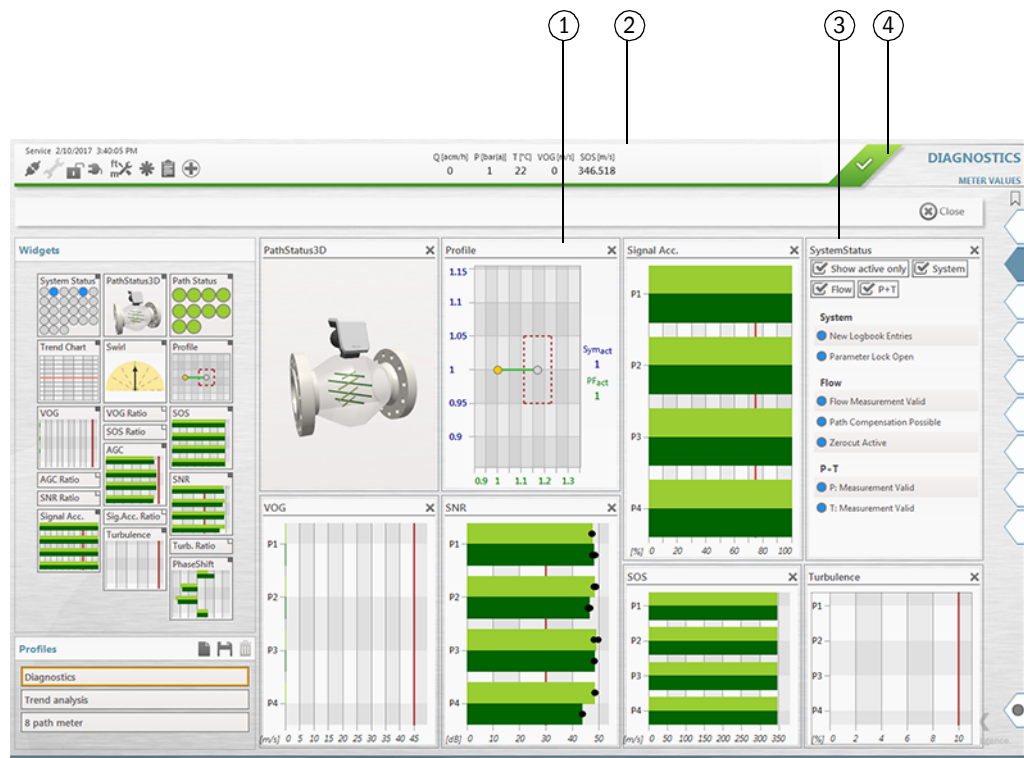 1 2 3 4
Service 2/10/2017 3:40:05 PM
Q [acm/h] P [bar(a)] T [°C] VOG [m/s] SOS [m/s]
0 1 22 0 346.518
DIAGNOSTICS
METER VALUES
Close
Widgets
System Status
PathStatus3D
Path Status
Trend Chart
Swirl
Profile
VOG
VOG Ratio
SOS
SOS Ratio
AGC
AGC Ratio
SNR
SNR Ratio
Signal Acc.
Sig.Acc. Ratio
Turbulence
Turb. Ratio
PhaseShift
Profiles
Diagnostics
Trend analysis
8 path meter
PathStatus3D
Profile
1.15
1.1
1.05
1
0.95
0.9
0.9 1 1.1 1.2 1.3
Symact
1
PFact
1
Signal Acc.
P1
P2
P3
P4
[%] 0 20 40 60 80 100
SystemStatus
Show active only
System
Flow
P+T
System
New Logbook Entries
Parameter Lock Open
Flow
Flow Measurement Valid
Path Compensation Possible
Zerocut Active
P+T
P: Measurement Valid
T: Measurement Valid
VOG
P1
P2
P3
P4
[m/s] 0 5 10 15 20 25 30 35 40 45
SNR
P1
P2
P3
P4
[dB] 0 10 20 30 40 50
SOS
P1
P2
P3
P4
[m/s] 0 50 100 150 200 250 300 350
Turbulence
P1
P2
P3
P4
[%] 0 2 4 6 8 10